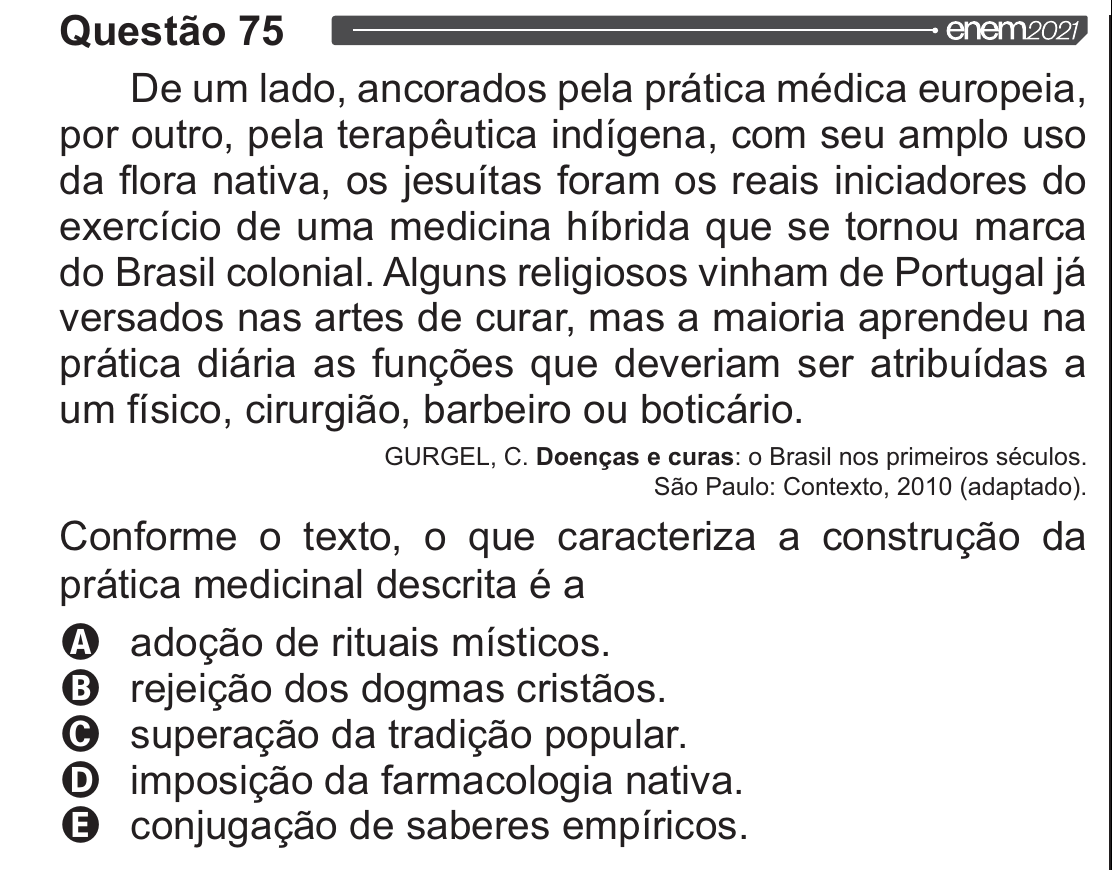 Questão 75
enem2021
De um lado, ancorados pela prática médica europeia,
por outro, pela terapêutica indígena, com seu amplo uso
da flora nativa, os jesuítas foram os reais iniciadores do
exercício de uma medicina híbrida que se tornou marca
do Brasil colonial. Alguns religiosos vinham de Portugal já
versados nas artes de curar, mas a maioria aprendeu na
prática diária as funções que deveriam ser atribuídas a
um físico, cirurgião, barbeiro ou boticário.
GURGEL, C. Doenças e curas: o Brasil nos primeiros séculos.
São Paulo: Contexto, 2010 (adaptado).
Conforme o texto, o que caracteriza a construção da
prática medicinal descrita é a
A adoção de rituais místicos.
B rejeição dos dogmas cristãos.
C superação da tradição popular.
D imposição da farmacologia nativa.
E conjugação de saberes empíricos.